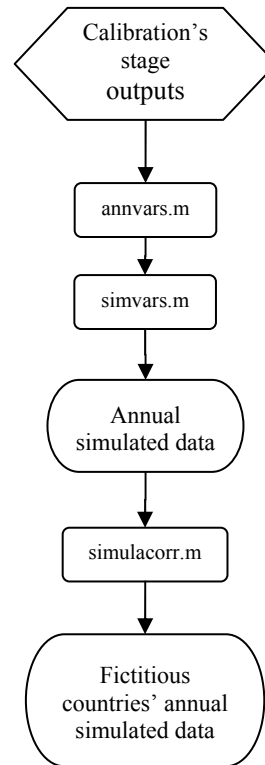 Calibration’s
stage
outputs
annvars.m
simvars.m
Annual
simulated data
simulacorr.m
Fictitious
countries’ annual
simulated data